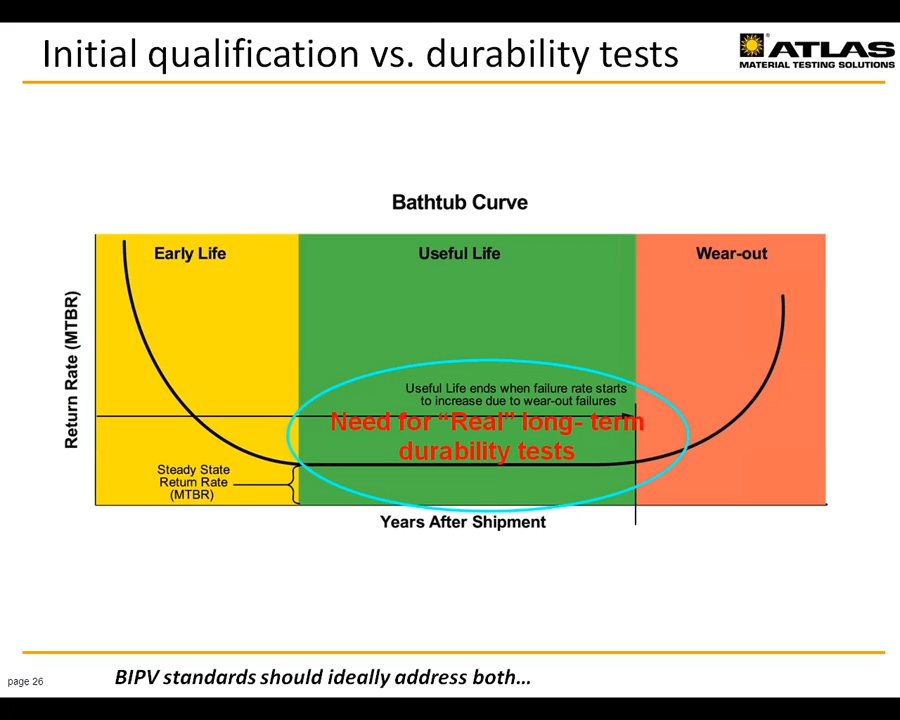 Initial qualification vs. durability tests
ATLAS
MATERIAL TESTING SOLUTIONS
Bathtub Curve
Early Life
Useful Life
Wear-out
Return Rate (MTBR)
Useful Life ends when failure rate starts
to increase due to wear-out failures
Need for “Real” long- term
durability tests
Steady State
Return Rate
(MTBR)
Years After Shipment
page 26
BIPV standards should ideally address both...